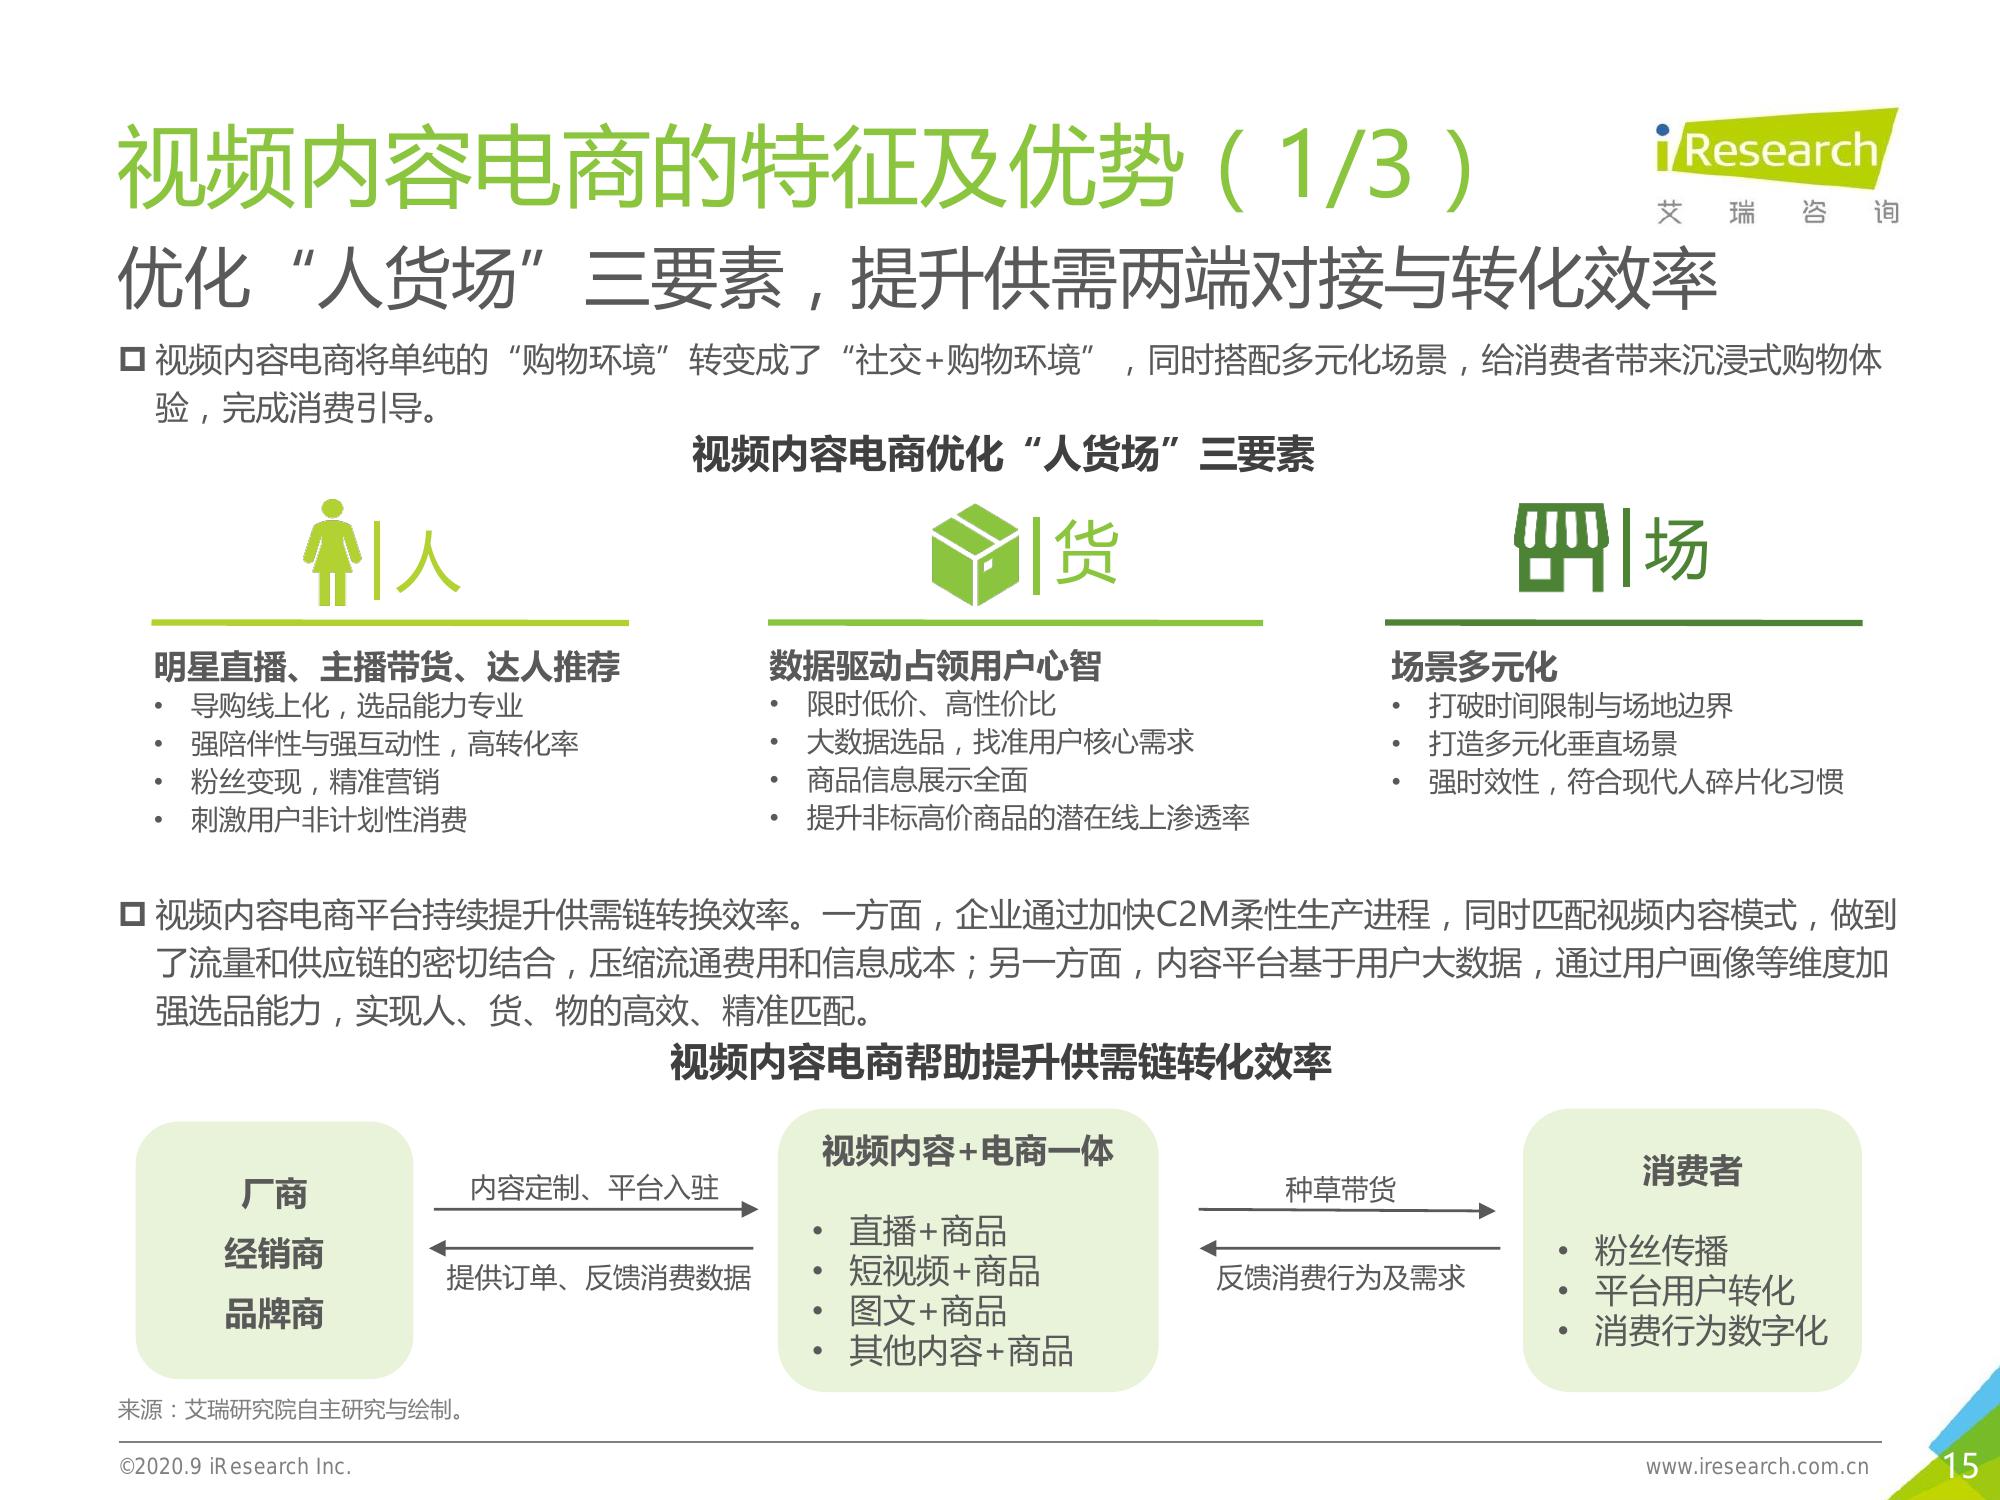 视频内容电商的特征及优势（1/3）
iResearch
艾瑞咨询
优化“人货场”三要素，提升供需两端对接与转化效率
视频内容电商将单纯的“购物环境”转变成了“社交+购物环境”，同时搭配多元化场景，给消费者带来沉浸式购物体
验，完成消费引导。
视频内容电商优化“人货场”三要素
人
明星直播、主播带货、达人推荐
• 导购线上化，选品能力专业
• 强陪伴性与强互动性，高转化率
• 粉丝变现，精准营销
• 刺激用户非计划性消费
货
数据驱动占领用户心智
• 限时低价、高性价比
• 大数据选品，找准用户核心需求
• 商品信息展示全面
• 提升非标高价商品的潜在线上渗透率
场
场景多元化
• 打破时间限制与场地边界
• 打造多元化垂直场景
• 强时效性，符合现代人碎片化习惯
视频内容电商平台持续提升供需链转换效率。一方面，企业通过加快C2M柔性生产进程，同时匹配视频内容模式，做到
了流量和供应链的密切结合，压缩流通费用和信息成本；另一方面，内容平台基于用户大数据，通过用户画像等维度加
强选品能力，实现人、货、物的高效、精准匹配。
视频内容电商帮助提升供需链转化效率
厂商
经销商
品牌商
内容定制、平台入驻
提供订单、反馈消费数据
视频内容+电商一体
• 直播+商品
• 短视频+商品
• 图文+商品
• 其他内容+商品
种草带货
反馈消费行为及需求
消费者
• 粉丝传播
• 平台用户转化
• 消费行为数字化
来源：艾瑞研究院自主研究与绘制。
©2020.9 iResearch Inc.
www.iresearch.com.cn
15